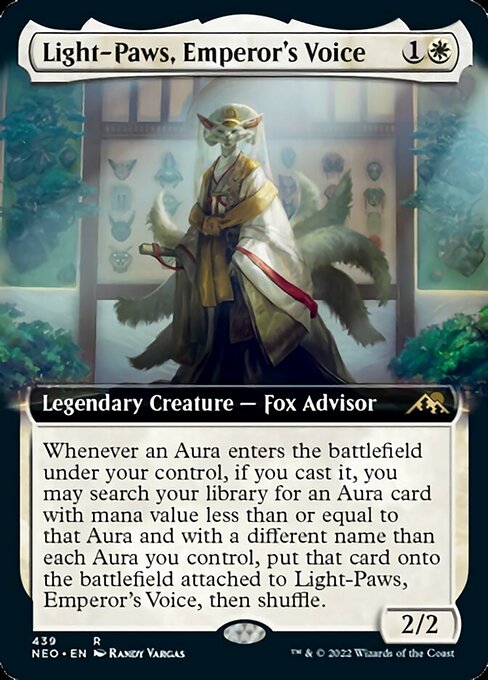 Light-Paws, Emperor's Voice 1
Legendary Creature — Fox Advisor
Whenever an Aura enters the battlefield
under your control, if you cast it, you
may search your library for an Aura card
with mana value less than or equal to
that Aura and with a different name than
each Aura you control, put that card onto
the battlefield attached to Light-Paws,
Emperor's Voice, then shuffle.
2/2
439 R
NEO • EN Randy Vargas
™ & © 2022 Wizards of the Coast